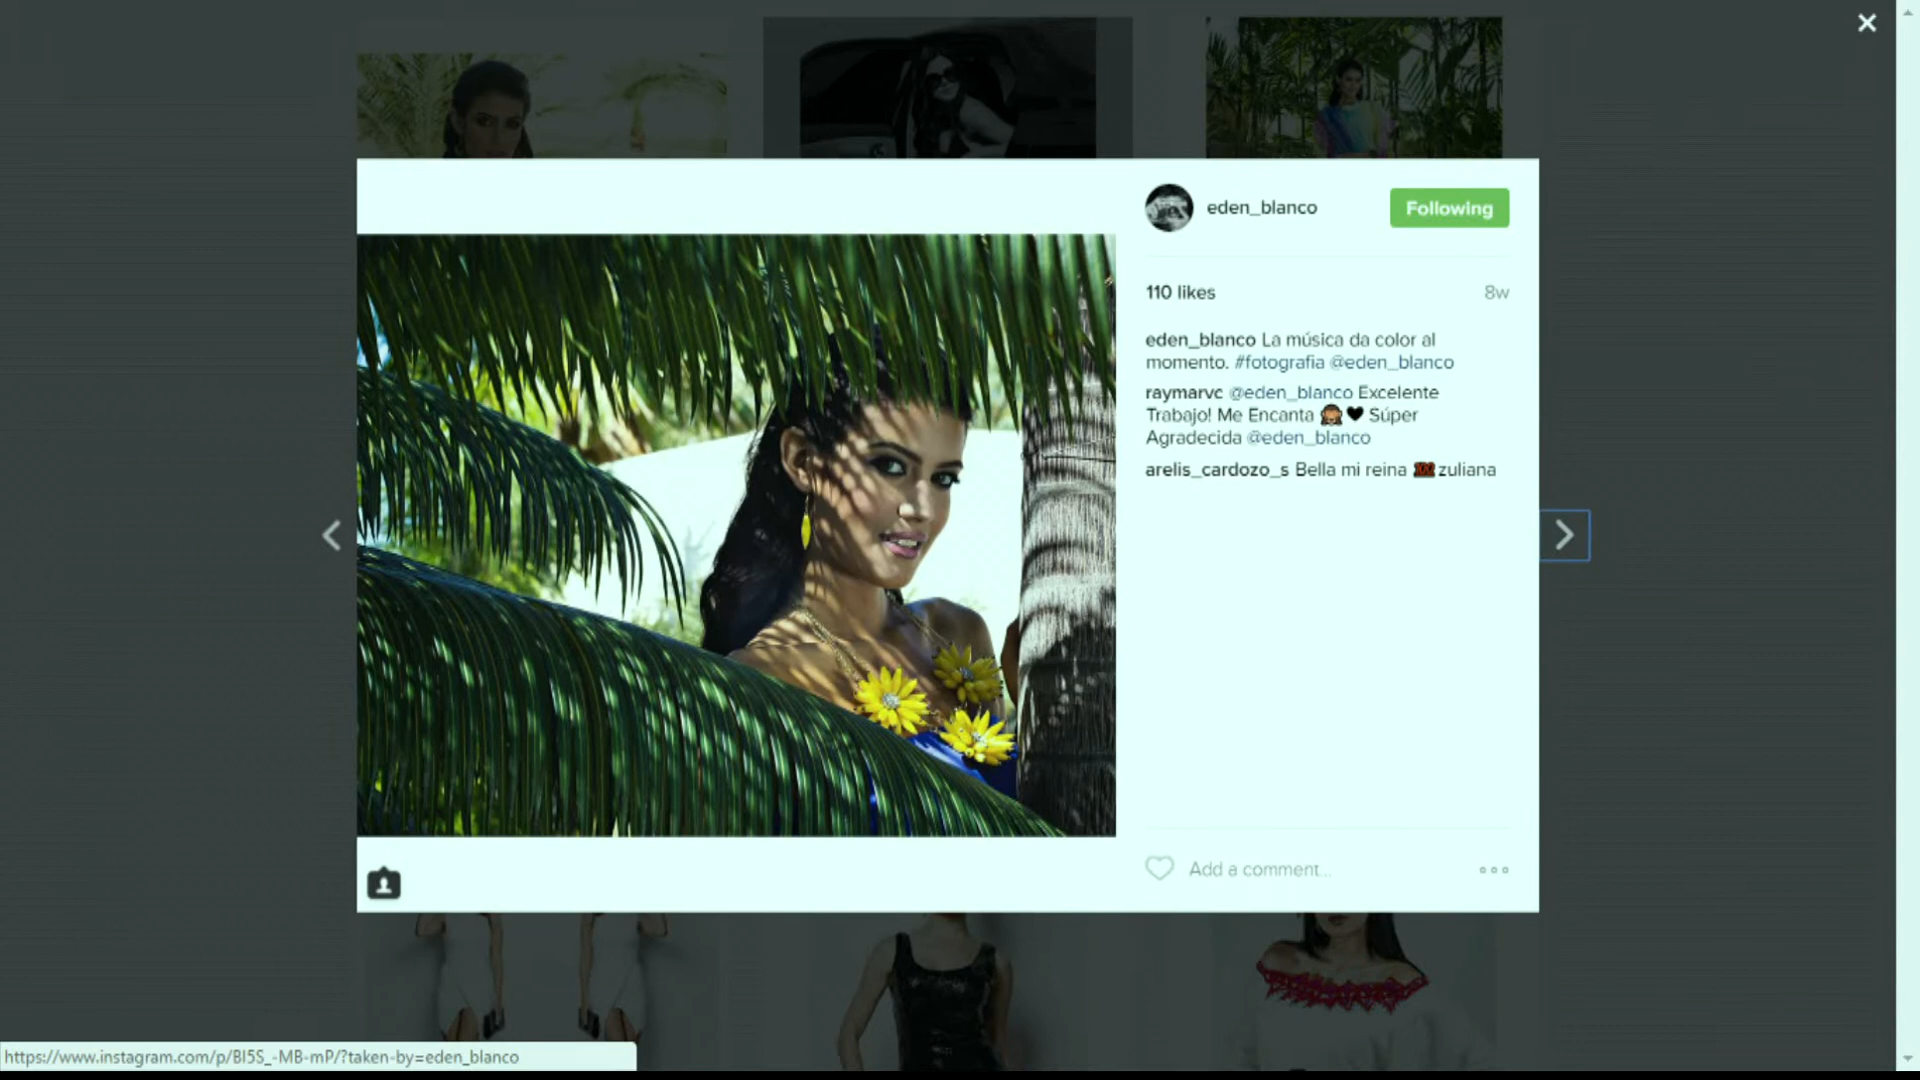 eden_blanco
Following
110 likes
8w
eden_blanco La música da color al
momento. #fotografia @eden_blanco
raymarvc @eden_blanco Excelente
Trabajo! Me Encanta 🙈🖤 Súper
Agradecida @eden_blanco
arelis_cardozo_s Bella mi reina 💯zuliana
Add a comment...
https://www.instagram.com/p/BI5S_-MB-mP/?taken-by=eden_blanco